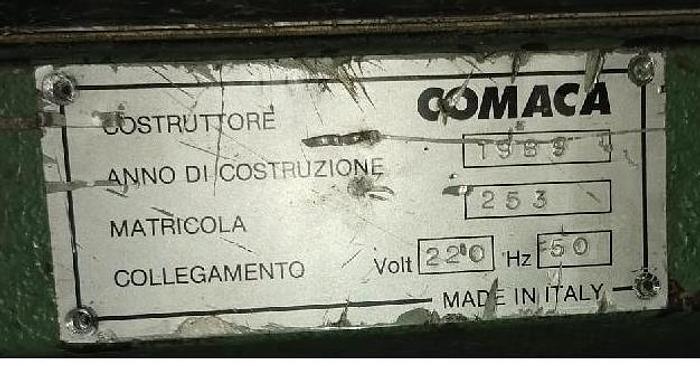 COSTRUTTORE COMACA
ANNO DI COSTRUZIONE 1989
MATRICOLA 253
COLLEGAMENTO Volt 220 Hz 50
MADE IN ITALY